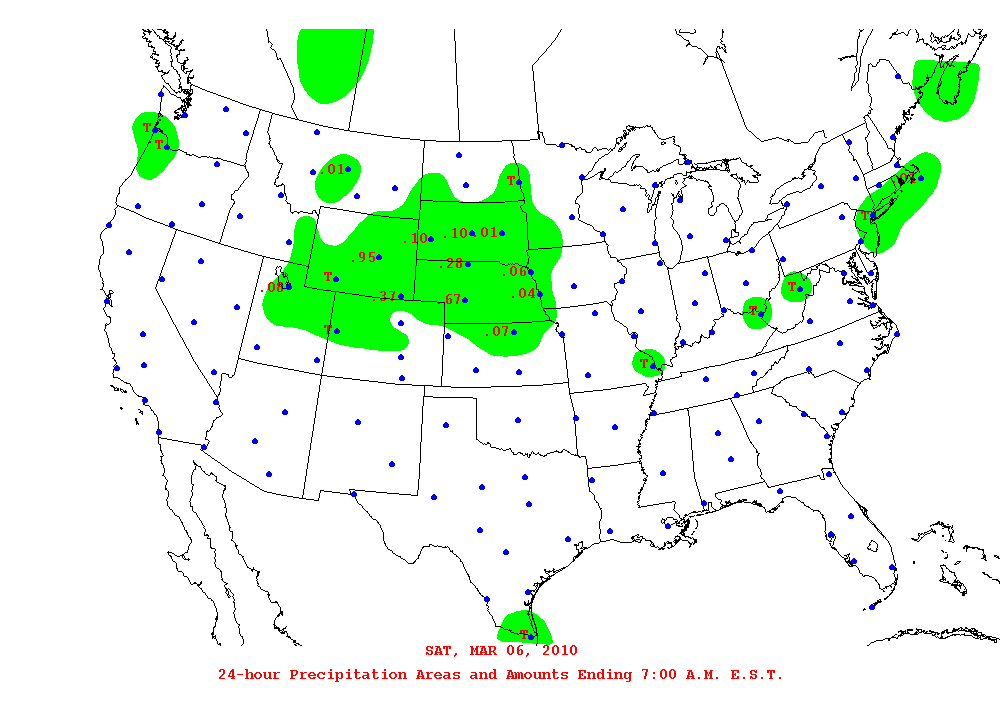 T
T
.01
T
T
.10
.10
.01
.95
.28
T
.06
.08
.37
.67
.04
T
T
T
.07
T
T
SAT, MAR 06, 2010
24-hour Precipitation Areas and Amounts Ending 7:00 A.M. E.S.T.